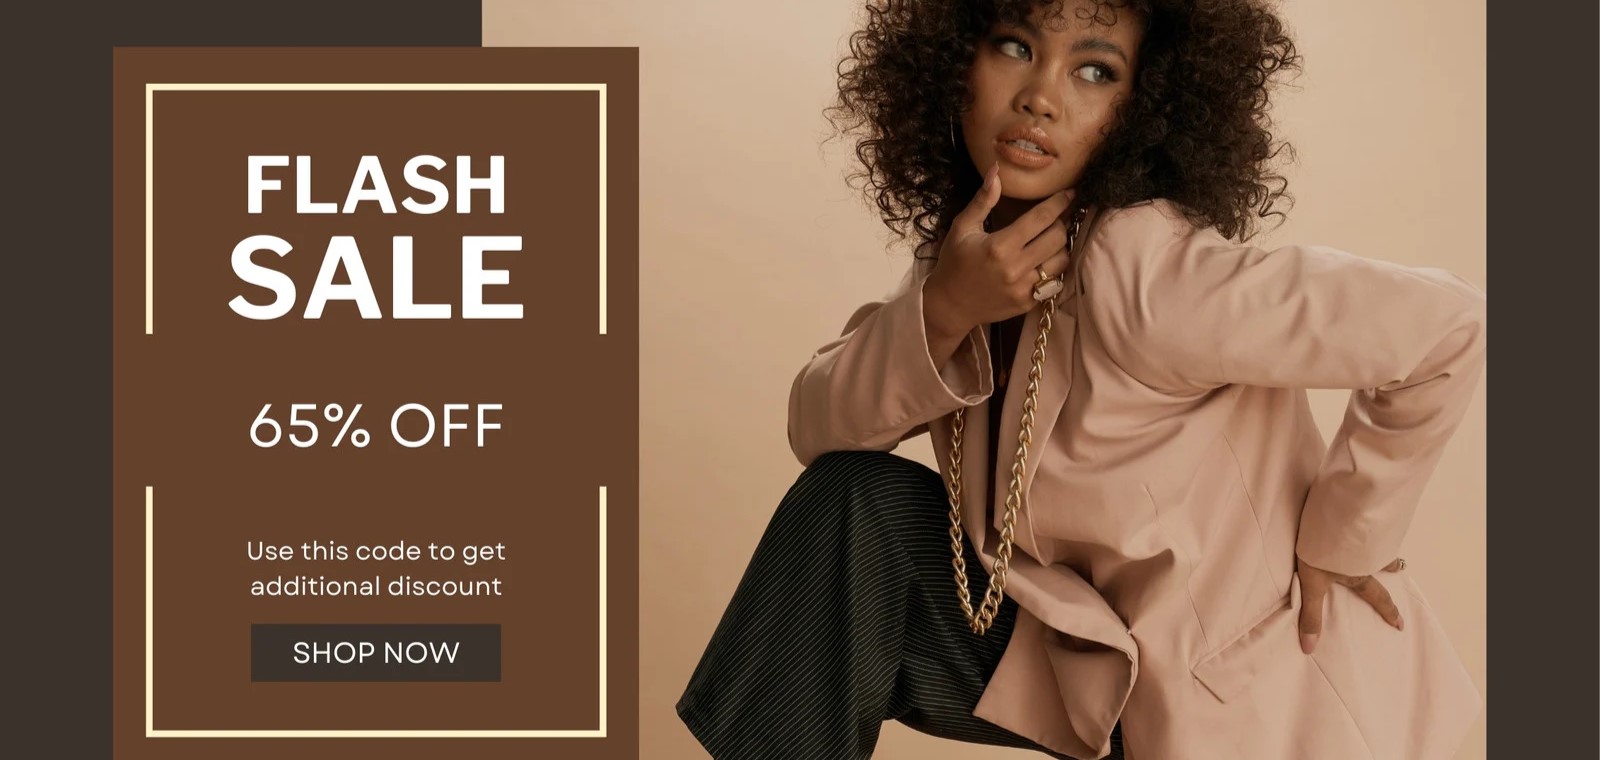 FLASH
SALE
65% OFF
Use this code to get
additional discount
SHOP NOW